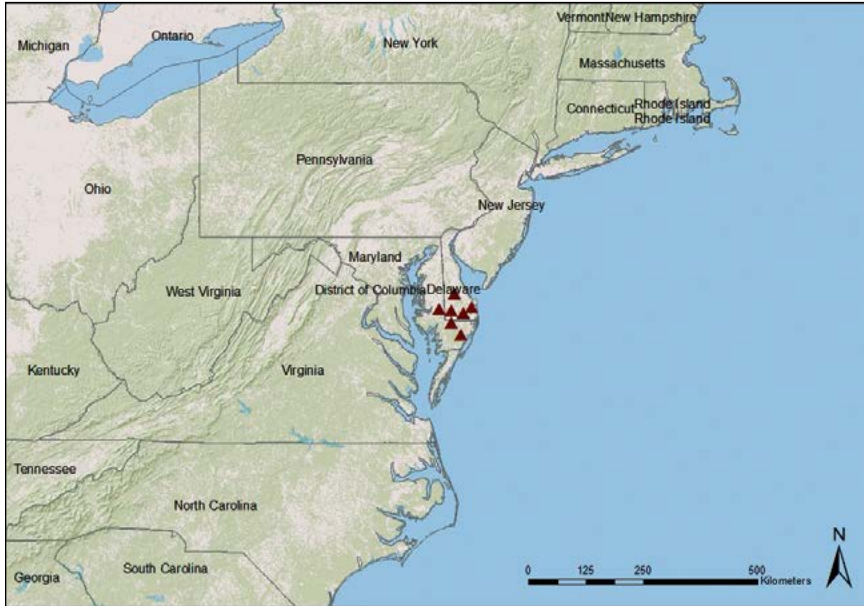 VermontNew Hampshire
Michigan
Ontario
New York
Massachusetts
Connecticut
Rhode Island
Rhode Island
Pennsylvania
Ohio
New Jersey
Maryland
West Virginia
District of Columbia
Delaware
Kentucky
Virginia
Tennessee
North Carolina
South Carolina
Georgia
N
0 125 250 500
Kilometers